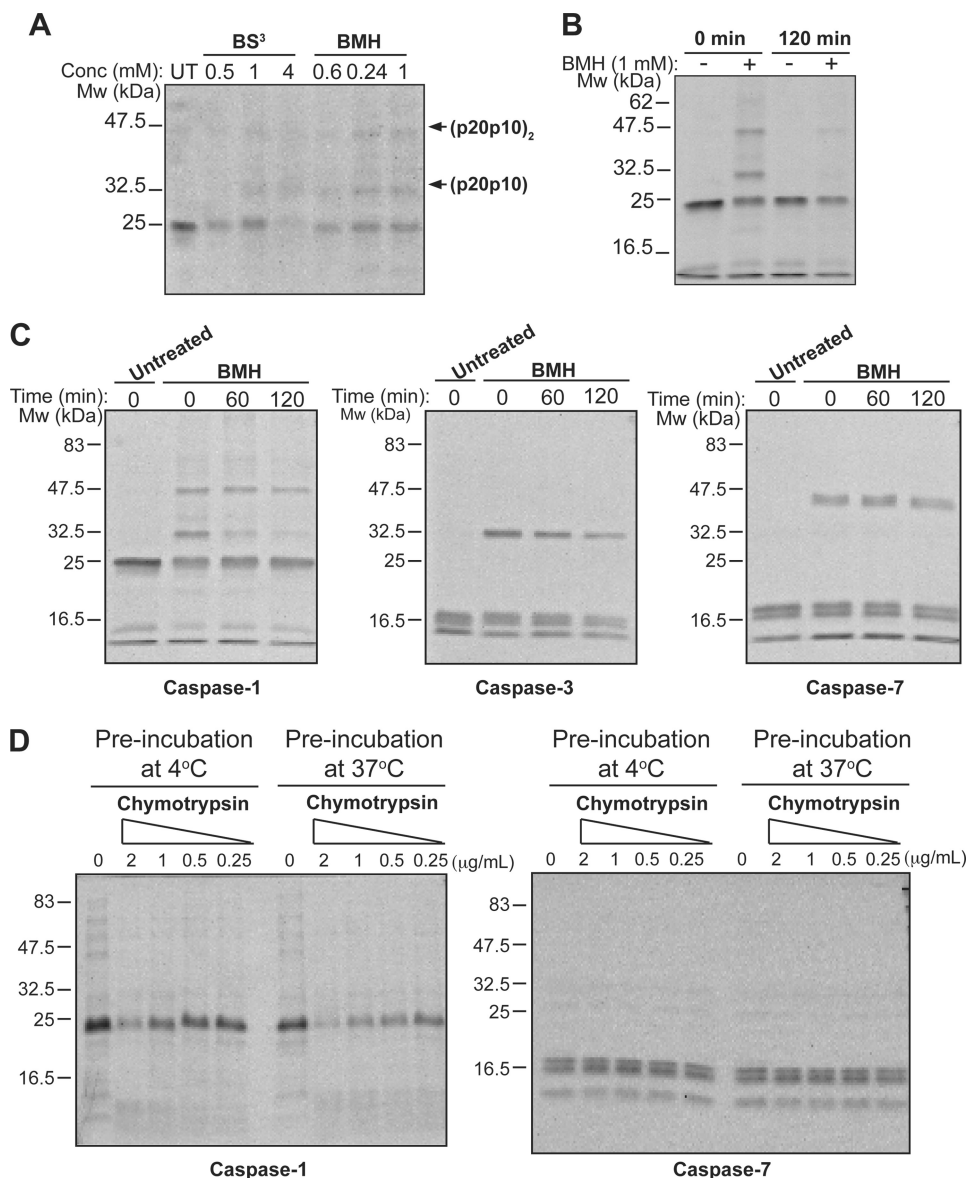 A
BS³ BMH
Conc (mM): UT 0.5 1 4 0.6 0.24 1
Mw (kDa)
47.5
32.5
25
(p20p10)₂
(p20p10)
B
0 min 120 min
BMH (1 mM): - + - +
Mw (kDa)
62
47.5
32.5
25
16.5
C
Untreated BMH
Time (min): 0 0 60 120
Mw (kDa)
83
47.5
32.5
25
16.5
Caspase-1
Untreated BMH
Time (min): 0 0 60 120
Mw (kDa)
83
47.5
32.5
25
16.5
Caspase-3
Untreated BMH
Time (min): 0 0 60 120
Mw (kDa)
83
47.5
32.5
25
16.5
Caspase-7
D
Pre-incubation at 4°C Pre-incubation at 37°C
Chymotrypsin Chymotrypsin
0 2 1 0.5 0.25 0 2 1 0.5 0.25 (μg/mL)
83
47.5
32.5
25
16.5
Caspase-1
Pre-incubation at 4°C Pre-incubation at 37°C
Chymotrypsin Chymotrypsin
0 2 1 0.5 0.25 0 2 1 0.5 0.25 (μg/mL)
83
47.5
32.5
25
16.5
Caspase-7